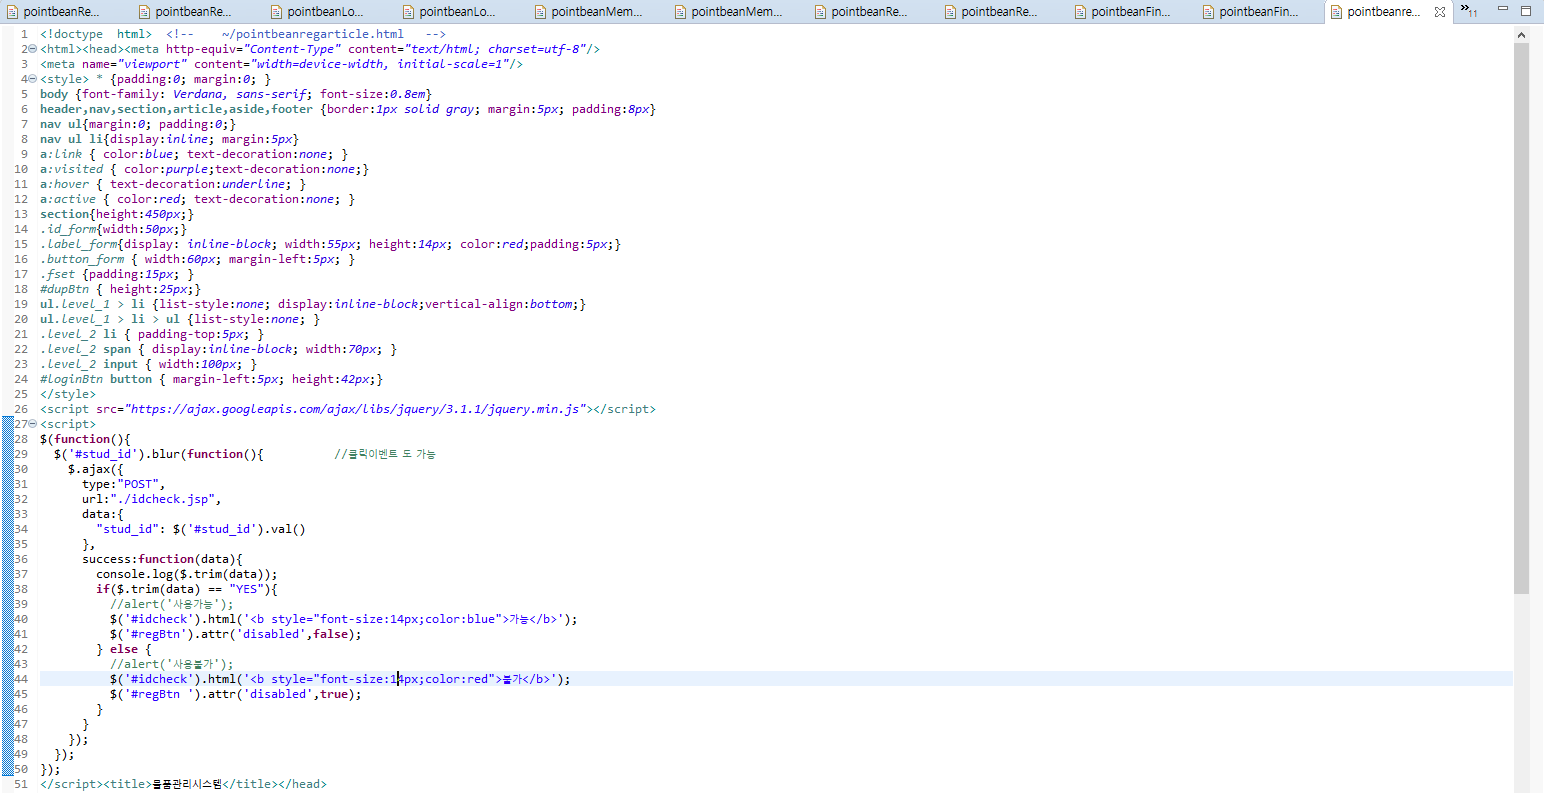 pointbeanRe... pointbeanRe... pointbeanLo... pointbeanLo... pointbeanMem... pointbeanMem... pointbeanRe... pointbeanRe... pointbeanFin... pointbeanFin... pointbeanre... »11
1 <!doctype  html>  <!--    ~/pointbeanregarticle.html   -->
2 <html><head><meta http-equiv="Content-Type" content="text/html; charset=utf-8"/>
3 <meta name="viewport" content="width=device-width, initial-scale=1"/>
4 <style> * {padding:0; margin:0; }
5 body {font-family: Verdana, sans-serif; font-size:0.8em}
6 header,nav,section,article,aside,footer {border:1px solid gray; margin:5px; padding:8px}
7 nav ul{margin:0; padding:0;}
8 nav ul li{display:inline; margin:5px}
9 a:link { color:blue; text-decoration:none; }
10 a:visited { color:purple;text-decoration:none;}
11 a:hover { text-decoration:underline; }
12 a:active { color:red; text-decoration:none; }
13 section{height:450px;}
14 .id_form{width:50px;}
15 .label_form{display: inline-block; width:55px; height:14px; color:red;padding:5px;}
16 .button_form { width:60px; margin-left:5px; }
17 .fset {padding:15px; }
18 #dupBtn { height:25px;}
19 ul.level_1 > li {list-style:none; display:inline-block;vertical-align:bottom;}
20 ul.level_1 > li > ul {list-style:none; }
21 .level_2 li { padding-top:5px; }
22 .level_2 span { display:inline-block; width:70px; }
23 .level_2 input { width:100px; }
24 #loginBtn button { margin-left:5px; height:42px;}
25 </style>
26 <script src="https://ajax.googleapis.com/ajax/libs/jquery/3.1.1/jquery.min.js"></script>
27 <script>
28 $(function(){
29   $('#stud_id').blur(function(){          //클릭이벤트 도 가능
30     $.ajax({
31       type:"POST",
32       url:"./idcheck.jsp",
33       data:{
34         "stud_id": $('#stud_id').val()
35       },
36       success:function(data){
37         console.log($.trim(data));
38         if($.trim(data) == "YES"){
39           //alert('사용가능');
40           $('#idcheck').html('<b style="font-size:14px;color:blue">가능</b>');
41           $('#regBtn').attr('disabled',false);
42         } else {
43           //alert('사용불가');
44           $('#idcheck').html('<b style="font-size:14px;color:red">불가</b>');
45           $('#regBtn ').attr('disabled',true);
46         }
47       }
48     });
49   });
50 });
51 </script><title>물품관리시스템</title></head>